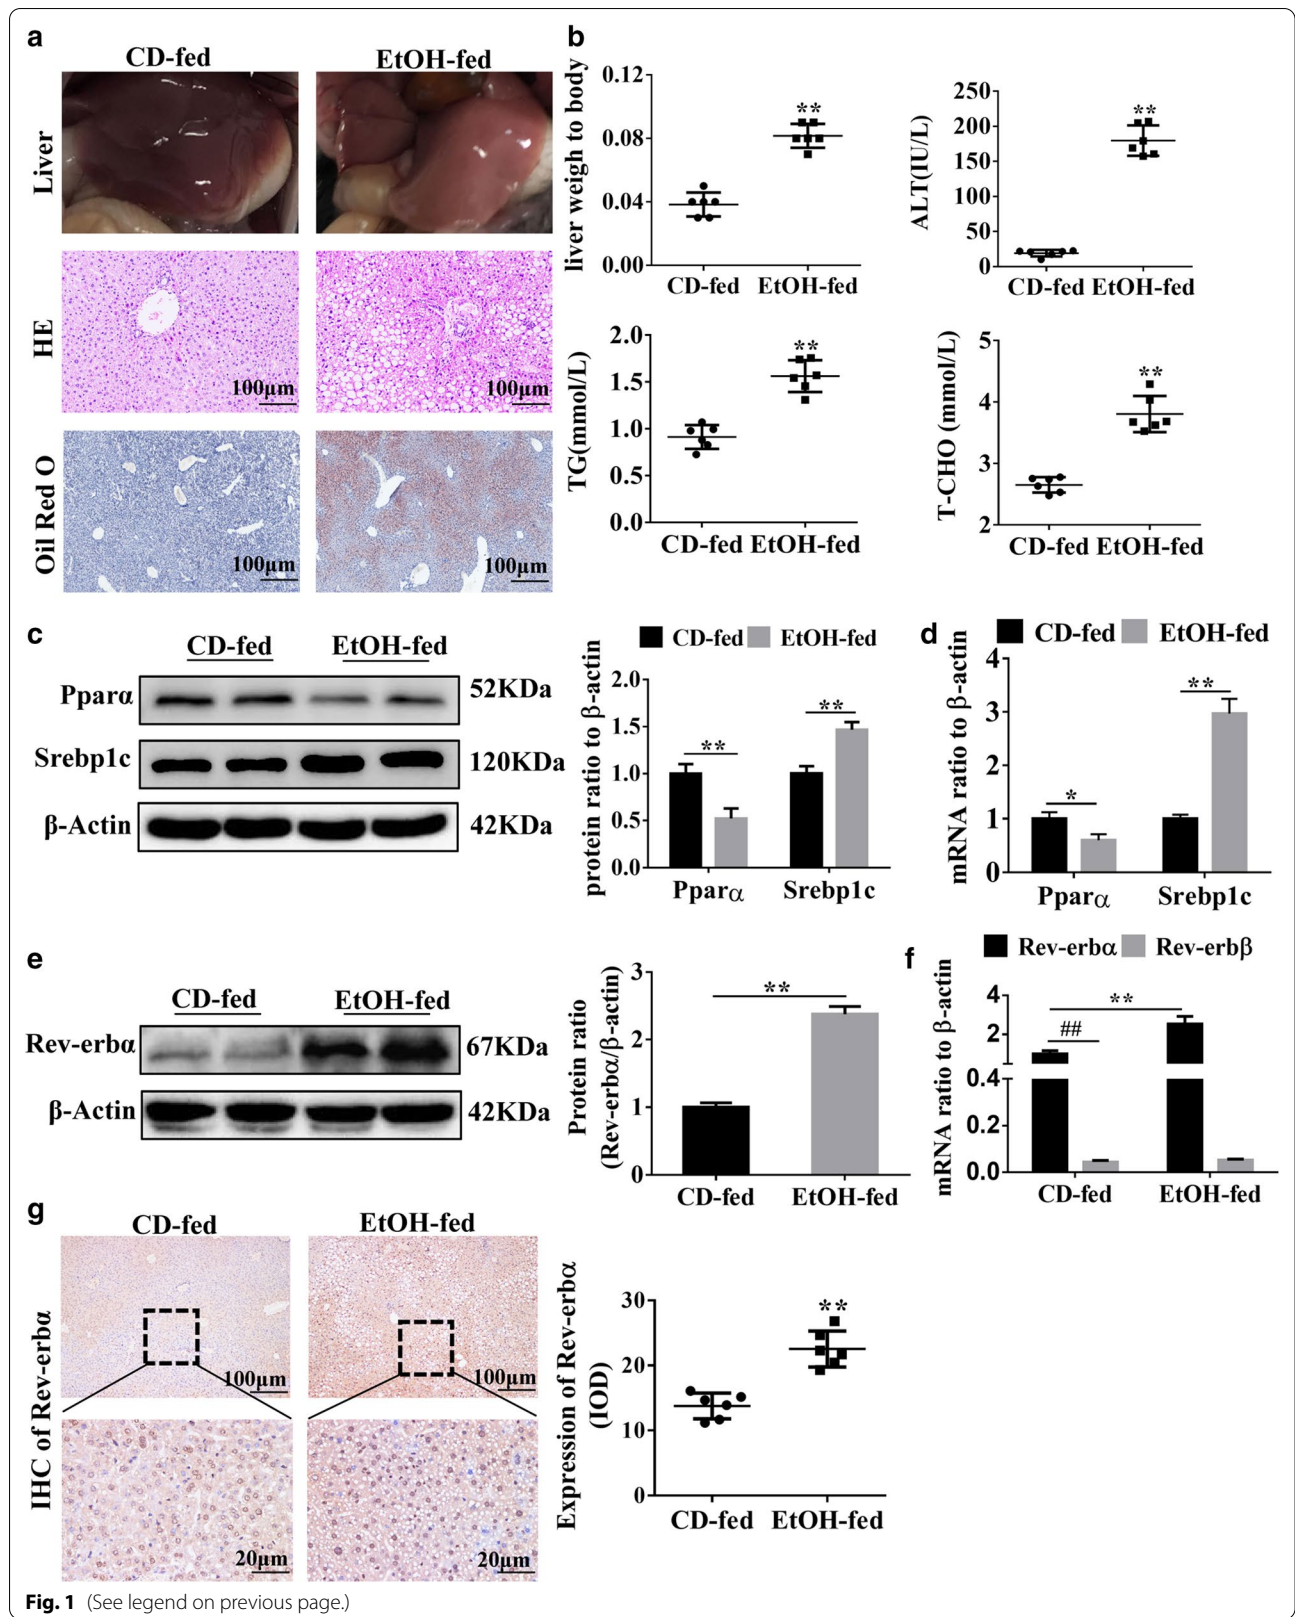 a
CD-fed
EtOH-fed
Liver
HE
100μm
100μm
Oil Red O
100μm
100μm
b
liver weigh to body
0.12
0.08
0.04
0.00
**
CD-fed EtOH-fed
ALT(IU/L)
250
200
150
100
50
0
**
CD-fed EtOH-fed
TG(mmol/L)
2.0
1.5
1.0
0.5
0.0
**
CD-fed EtOH-fed
T-CHO (mmol/L)
5
4
3
2
**
CD-fed EtOH-fed
c
CD-fed
EtOH-fed
Pparα
52KDa
Srebp1c
120KDa
β-Actin
42KDa
CD-fed EtOH-fed
protein ratio to β-actin
2.0
1.5
1.0
0.5
0.0
**
**
Pparα Srebp1c
d
CD-fed EtOH-fed
mRNA ratio to β-actin
4
3
2
1
0
*
**
Pparα Srebp1c
e
CD-fed
EtOH-fed
Rev-erbα
67KDa
β-Actin
42KDa
Protein ratio
(Rev-erbα/β-actin)
3
2
1
0
**
CD-fed EtOH-fed
f
Rev-erbα Rev-erbβ
mRNA ratio to β-actin
4
2
0.4
0.2
0.0
##
**
CD-fed EtOH-fed
g
CD-fed
EtOH-fed
IHC of Rev-erbα
100μm
100μm
20μm
20μm
Expression of Rev-erbα
(IOD)
30
20
10
0
**
CD-fed EtOH-fed
Fig. 1 (See legend on previous page.)